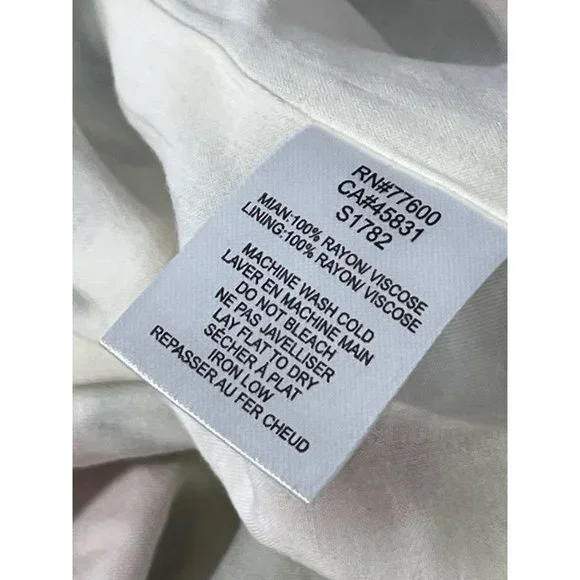 RN#77600
CA#45831
S1782
MIAN:100% RAYON/ VISCOSE
LINING:100% RAYON/ VISCOSE
MACHINE WASH COLD
LAVER EN MACHINE MAIN
DO NOT BLEACH
NE PAS JAVELLISER
LAY FLAT TO DRY
SÉCHER À PLAT
IRON LOW
REPASSER AU FER CHEUD